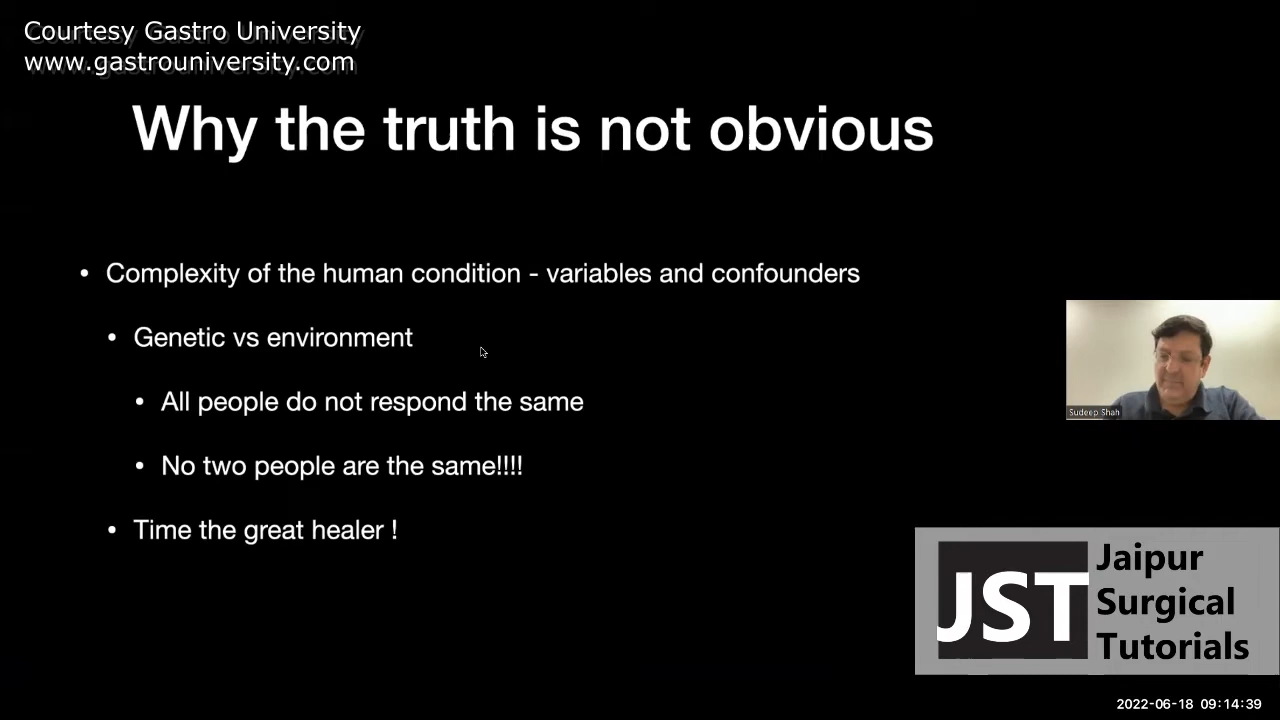 Courtesy Gastro University
www.gastrouniversity.com
Why the truth is not obvious
• Complexity of the human condition - variables and confounders
• Genetic vs environment
• All people do not respond the same
• No two people are the same!!!!
• Time the great healer !
Sudeep Shah
JST
Jaipur
Surgical
Tutorials
2022-06-18 09:14:39